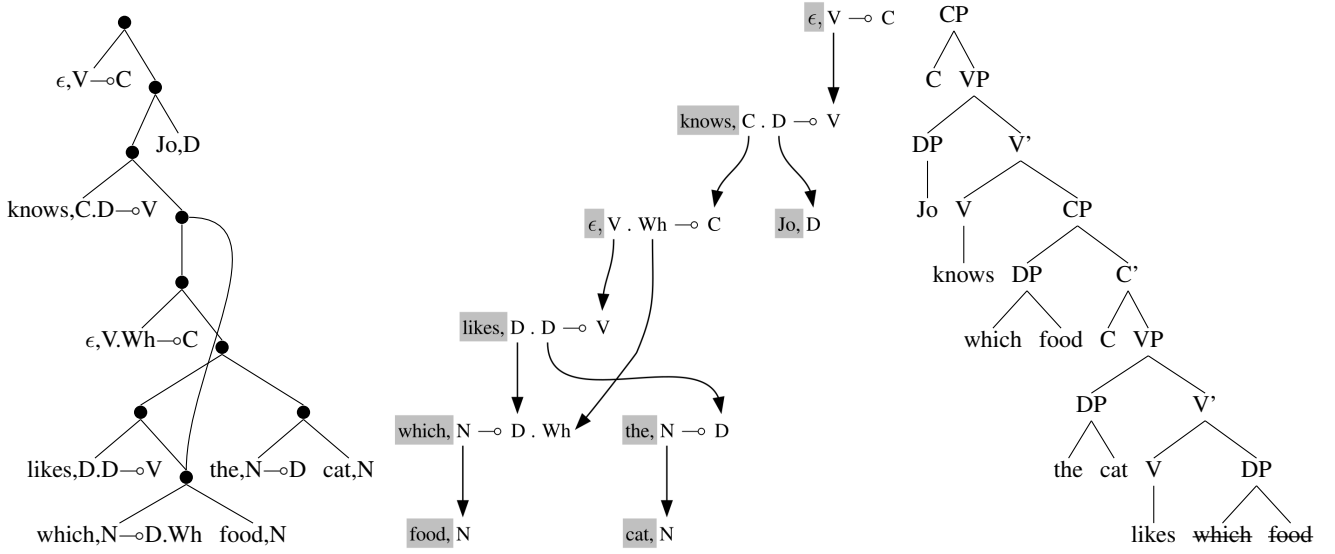 ϵ,V⊸C
Jo,D
knows,C.D⊸V
ϵ,V.Wh⊸C
likes,D.D⊸V the,N⊸D cat,N
which,N⊸D.Wh food,N
ϵ, V ⊸ C
knows, C . D ⊸ V
ϵ, V . Wh ⊸ C Jo, D
likes, D . D ⊸ V
which, N ⊸ D . Wh the, N ⊸ D
food, N cat, N
CP
C VP
DP V'
Jo V CP
knows DP C'
which food C VP
DP V'
the cat V DP
likes which food